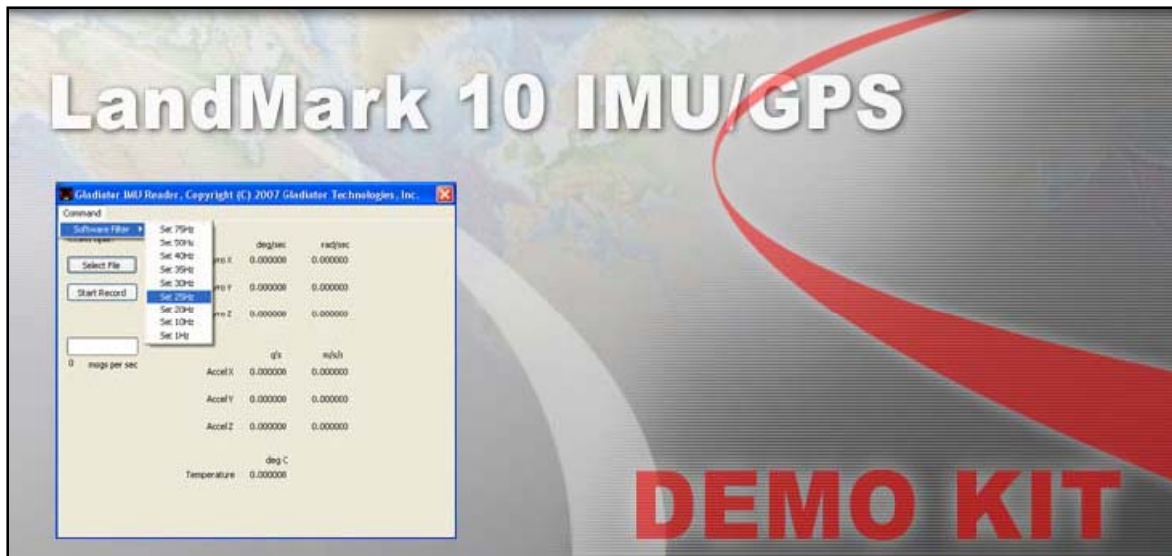 LandMark 10 IMU/GPS
Gladiator IMU Reader, Copyright (C) 2007 Gladiator Technologies, Inc.
Command
Software Filter
Set 75Hz
Set 50Hz
Set 40Hz
Set 35Hz
Set 30Hz
Set 25Hz
Set 20Hz
Set 10Hz
Set 1Hz
Select File
Start Record
0 msgs per sec
deg/sec rad/sec
X 0.000000 0.000000
Y 0.000000 0.000000
Z 0.000000 0.000000
g's m/s/s
Accel X 0.000000 0.000000
Accel Y 0.000000 0.000000
Accel Z 0.000000 0.000000
deg C
Temperature 0.000000
DEMO KIT